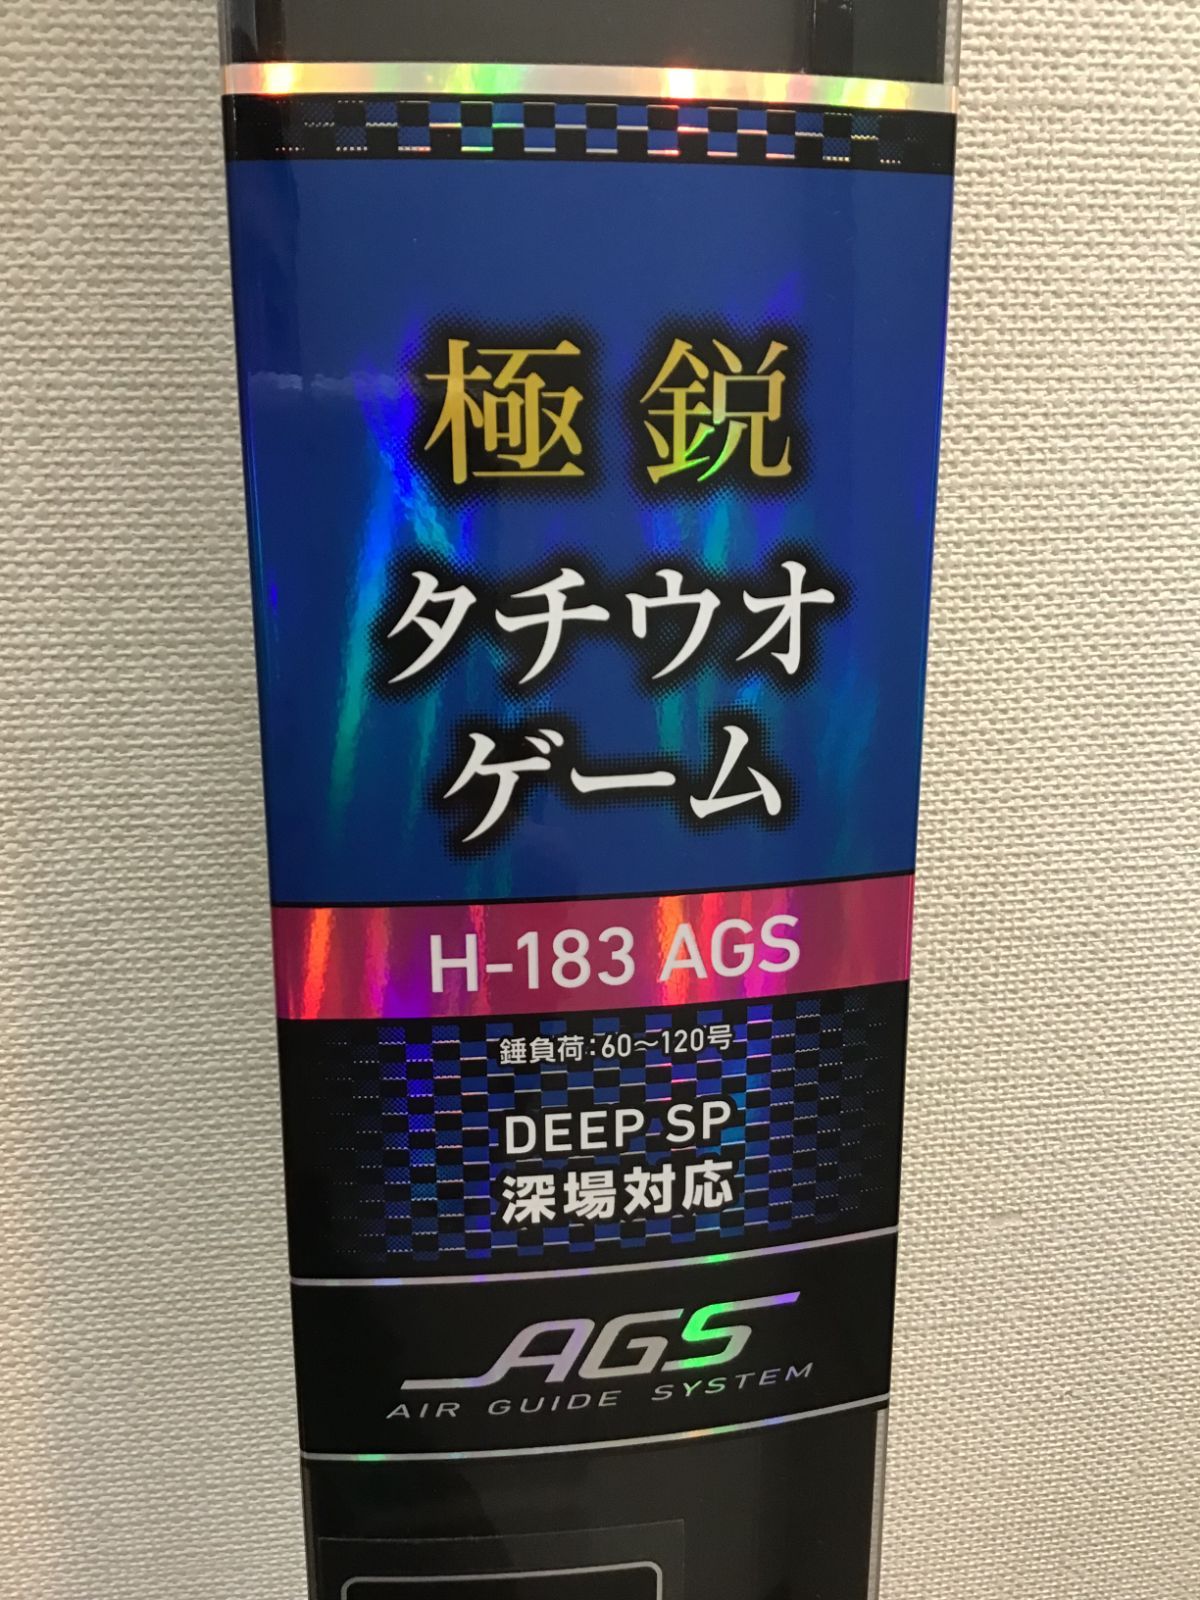 極鋭
タチウオ
ゲーム
H-183 AGS
錘負荷:60〜120号
DEEP SP
深場対応
AGS
AIR GUIDE SYSTEM